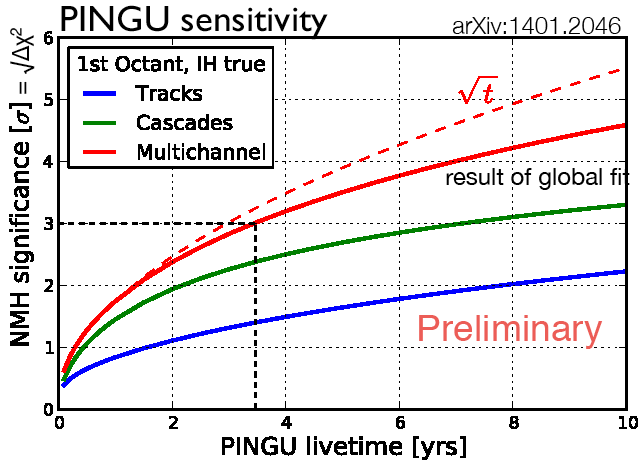 PINGU sensitivity
arXiv:1401.2046
NMH significance [σ] = √Δχ²
6
5
4
3
2
1
0
1st Octant, IH true
Tracks
Cascades
Multichannel
√t
result of global fit
Preliminary
0 2 4 6 8 10
PINGU livetime [yrs]